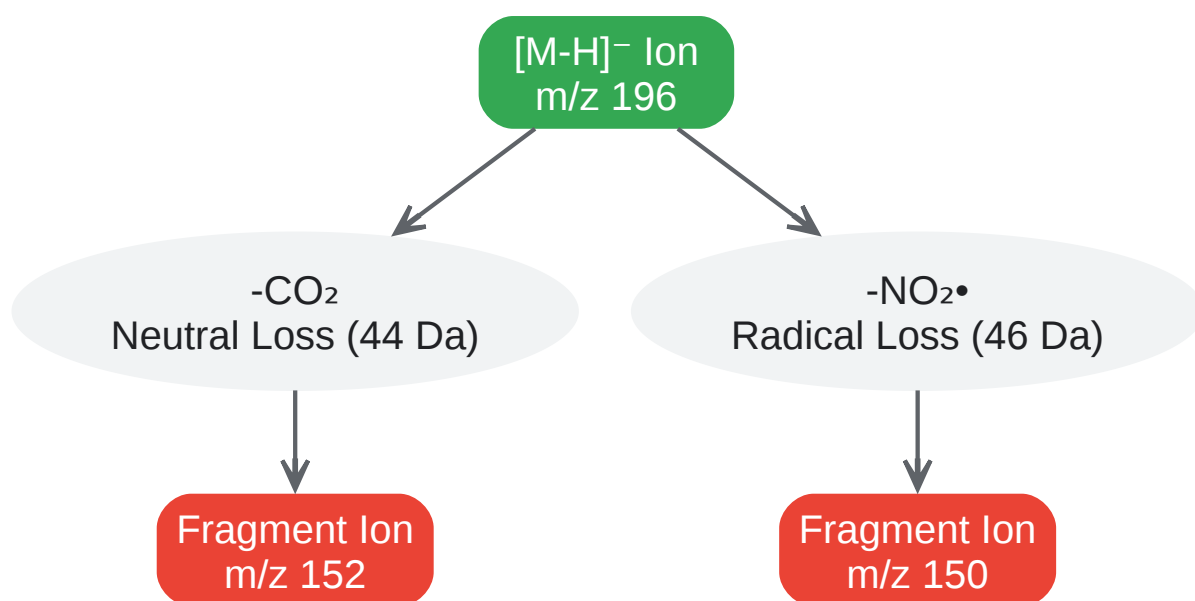 [M-H]⁻ Ion
m/z 196
-CO₂
Neutral Loss (44 Da)
-NO₂•
Radical Loss (46 Da)
Fragment Ion
m/z 152
Fragment Ion
m/z 150